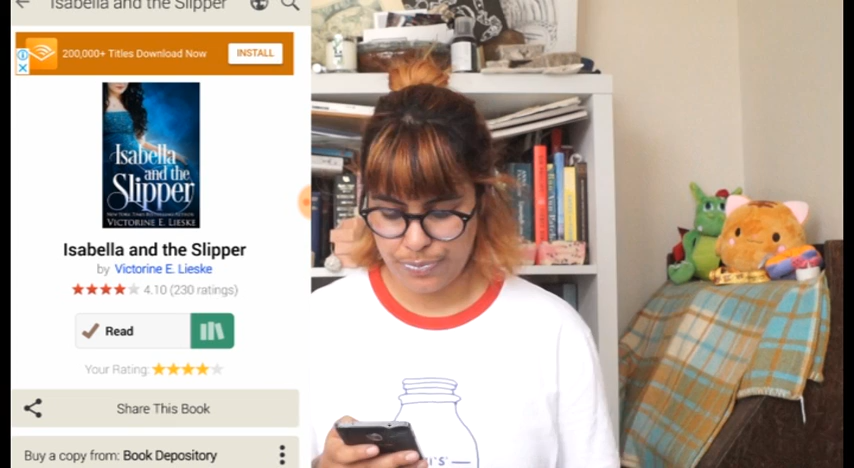 Isabella and the Slipper
200,000+ Titles Download Now
INSTALL
Isabella
and the
Slipper
VICTORINE E. LIESKE
Isabella and the Slipper
by Victorine E. Lieske
4.10 (230 ratings)
Read
Your Rating:
Share This Book
Buy a copy from: Book Depository